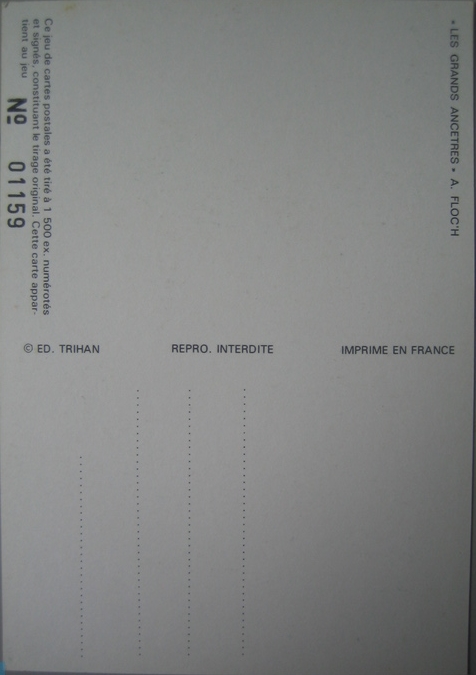 « LES GRANDS ANCETRES » A. FLOC'H
Ce jeu de cartes postales a été tiré à 1 500 ex. numérotés
et signés, constituant le tirage original. Cette carte appar-
tient au jeu
Nº 01159
© ED. TRIHAN
REPRO. INTERDITE
IMPRIME EN FRANCE